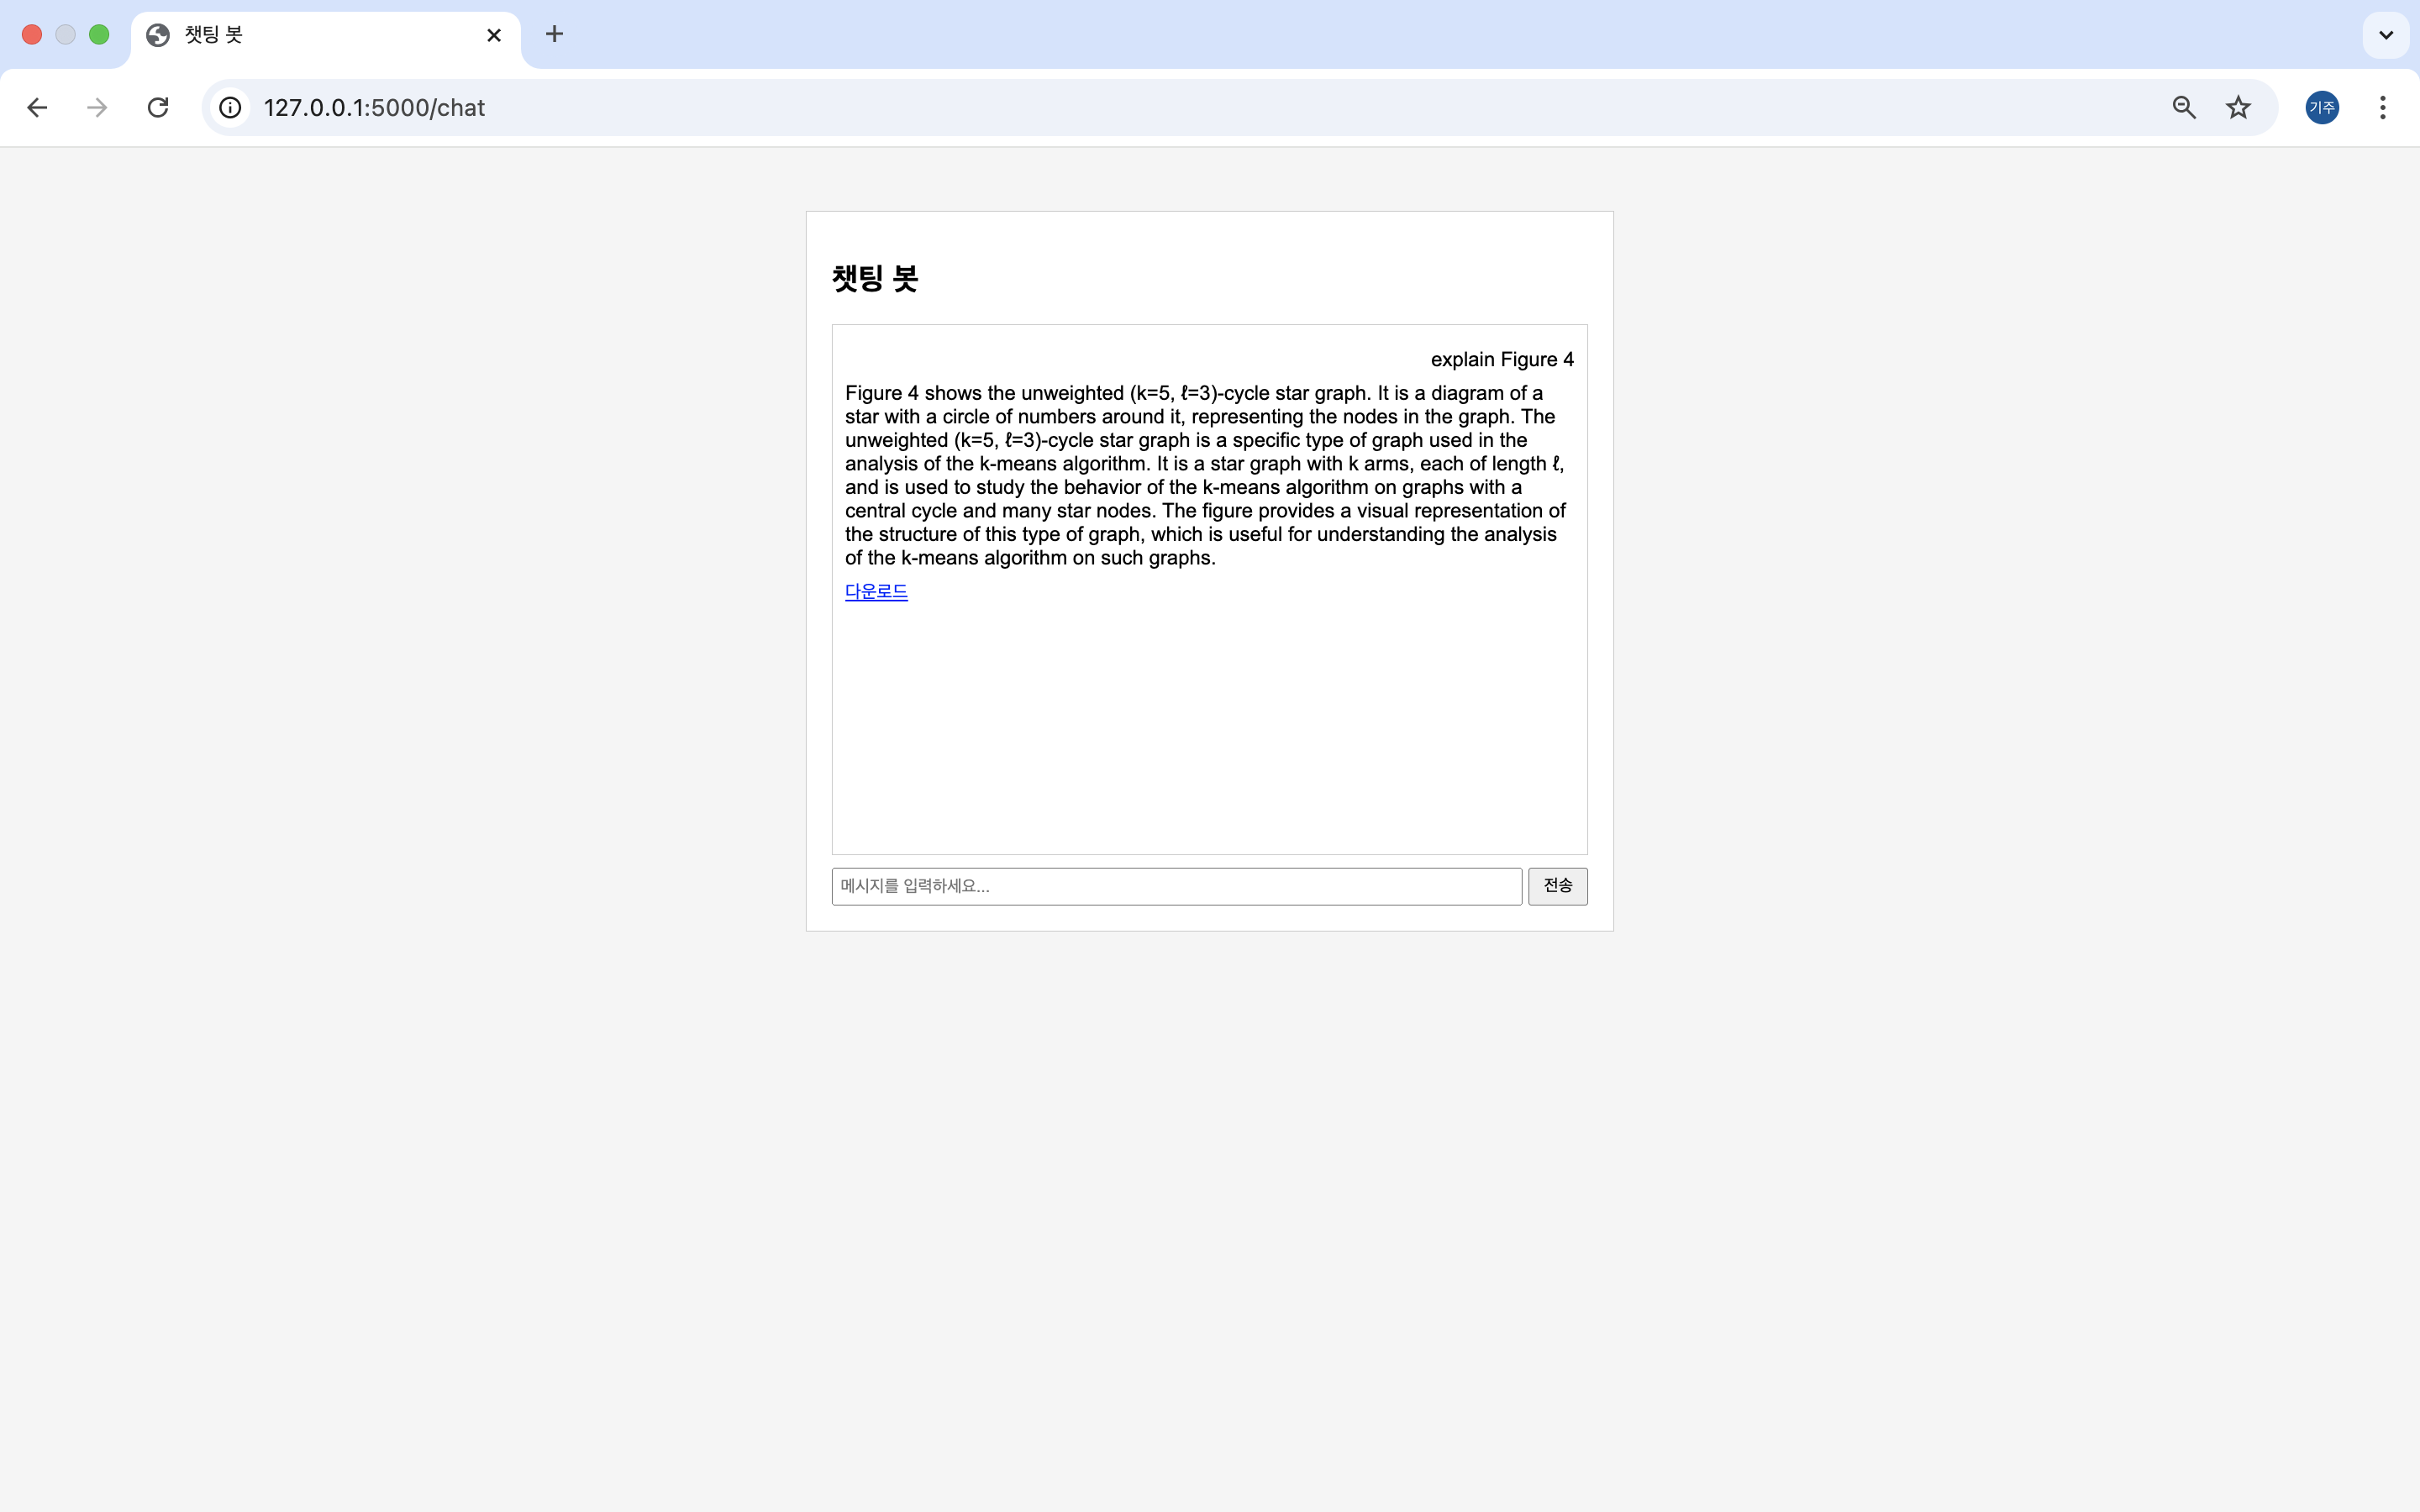 챗팅 봇
127.0.0.1:5000/chat
기주
챗팅 봇
explain Figure 4
Figure 4 shows the unweighted (k=5, ℓ=3)-cycle star graph. It is a diagram of a
star with a circle of numbers around it, representing the nodes in the graph. The
unweighted (k=5, ℓ=3)-cycle star graph is a specific type of graph used in the
analysis of the k-means algorithm. It is a star graph with k arms, each of length ℓ,
and is used to study the behavior of the k-means algorithm on graphs with a
central cycle and many star nodes. The figure provides a visual representation of
the structure of this type of graph, which is useful for understanding the analysis
of the k-means algorithm on such graphs.
다운로드
메시지를 입력하세요...
전송